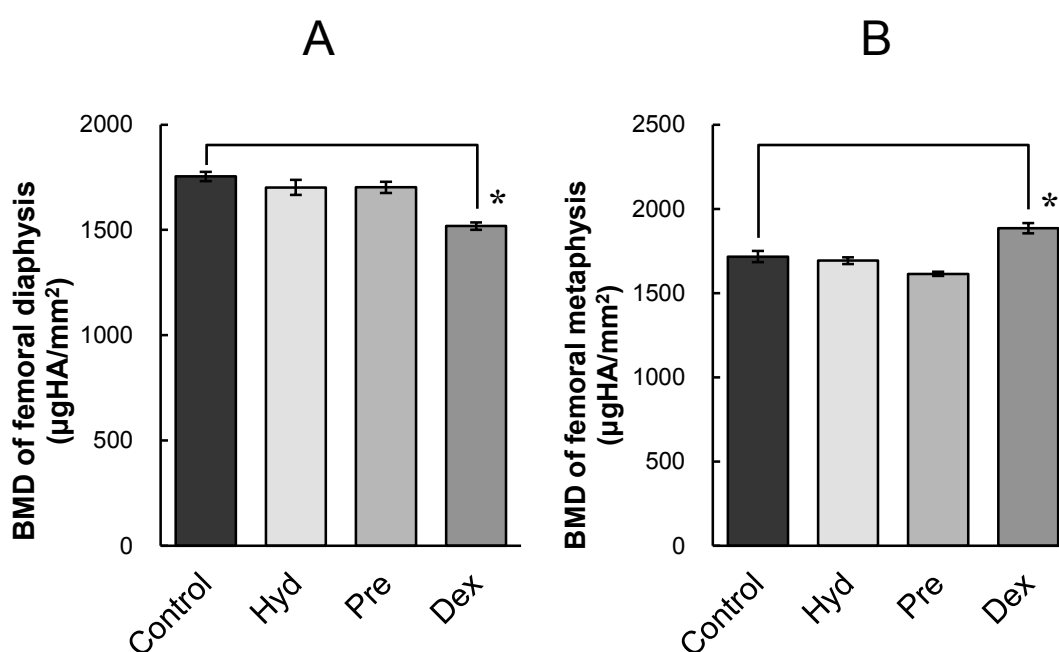 A
BMD of femoral diaphysis
(µgHA/mm²)
2000
1500
1000
500
0
*
Control
Hyd
Pre
Dex
B
BMD of femoral metaphysis
(µgHA/mm²)
2500
2000
1500
1000
500
0
*
Control
Hyd
Pre
Dex